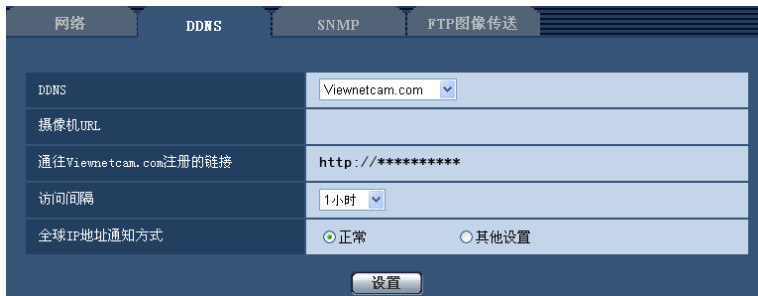 网络 DDNS SNMP FTP图像传送
DDNS Viewnetcam.com
摄像机URL
通往Viewnetcam.com注册的链接 http://**********
访问间隔 1小时
全球IP地址通知方式 正常 其他设置
设置